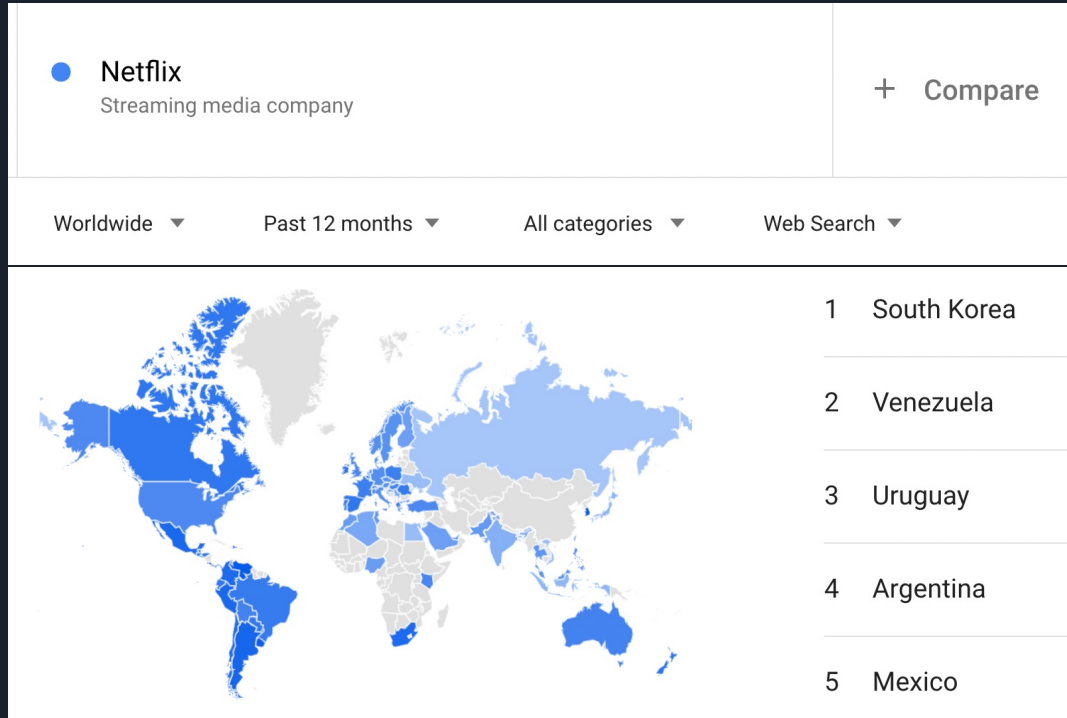 Netflix
Streaming media company
+ Compare
Worldwide
Past 12 months
All categories
Web Search
1 South Korea
2 Venezuela
3 Uruguay
4 Argentina
5 Mexico